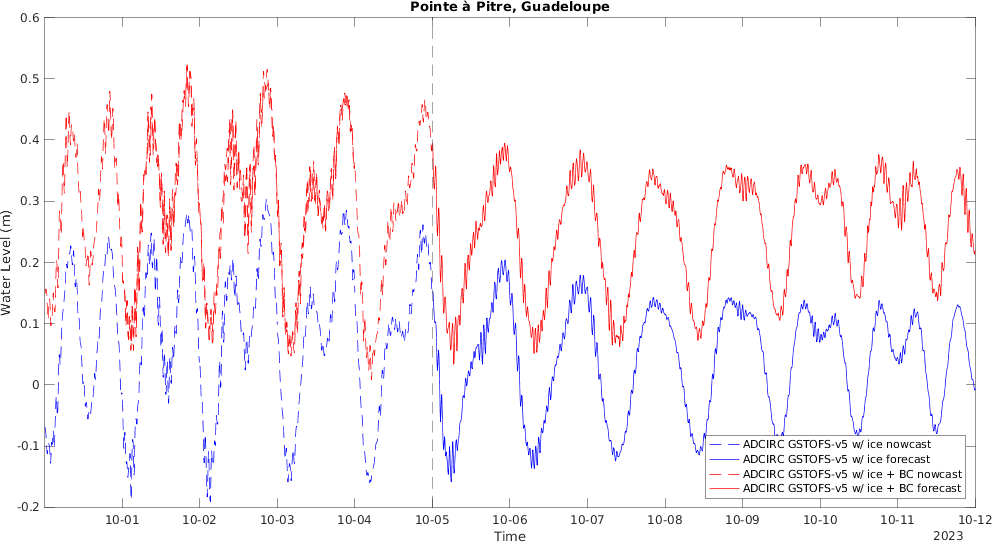 Pointe à Pitre, Guadeloupe
0.6
0.5
0.4
0.3
0.2
0.1
0
-0.1
-0.2
Water Level (m)
ADCIRC GSTOFS-v5 w/ ice nowcast
ADCIRC GSTOFS-v5 w/ ice forecast
ADCIRC GSTOFS-v5 w/ ice + BC nowcast
ADCIRC GSTOFS-v5 w/ ice + BC forecast
10-01 10-02 10-03 10-04 10-05 10-06 10-07 10-08 10-09 10-10 10-11 10-12
Time
2023